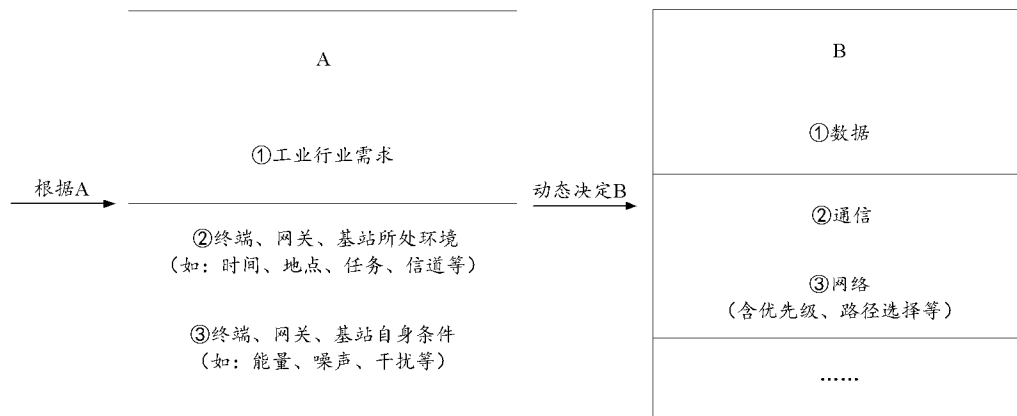 根据A
A
①工业行业需求
②终端、网关、基站所处环境
（如：时间、地点、任务、信道等）
③终端、网关、基站自身条件
（如：能量、噪声、干扰等）
动态决定B
B
①数据
②通信
③网络
（含优先级、路径选择等）
……